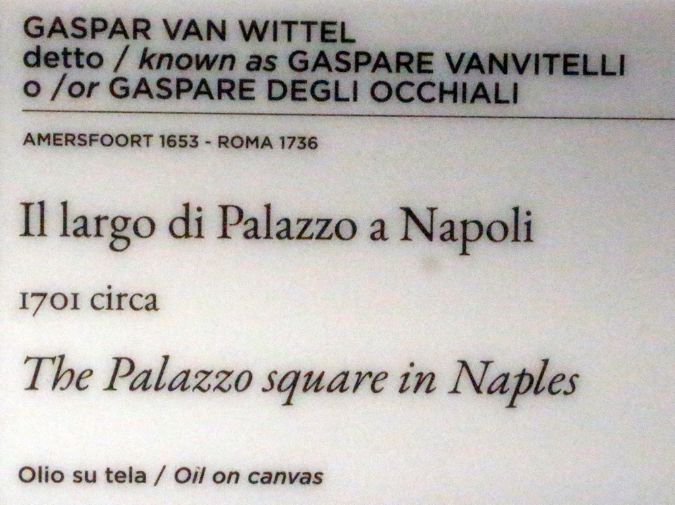 GASPAR VAN WITTEL
detto / known as GASPARE VANVITELLI
o /or GASPARE DEGLI OCCHIALI
AMERSFOORT 1653 - ROMA 1736
Il largo di Palazzo a Napoli
1701 circa
The Palazzo square in Naples
Olio su tela / Oil on canvas